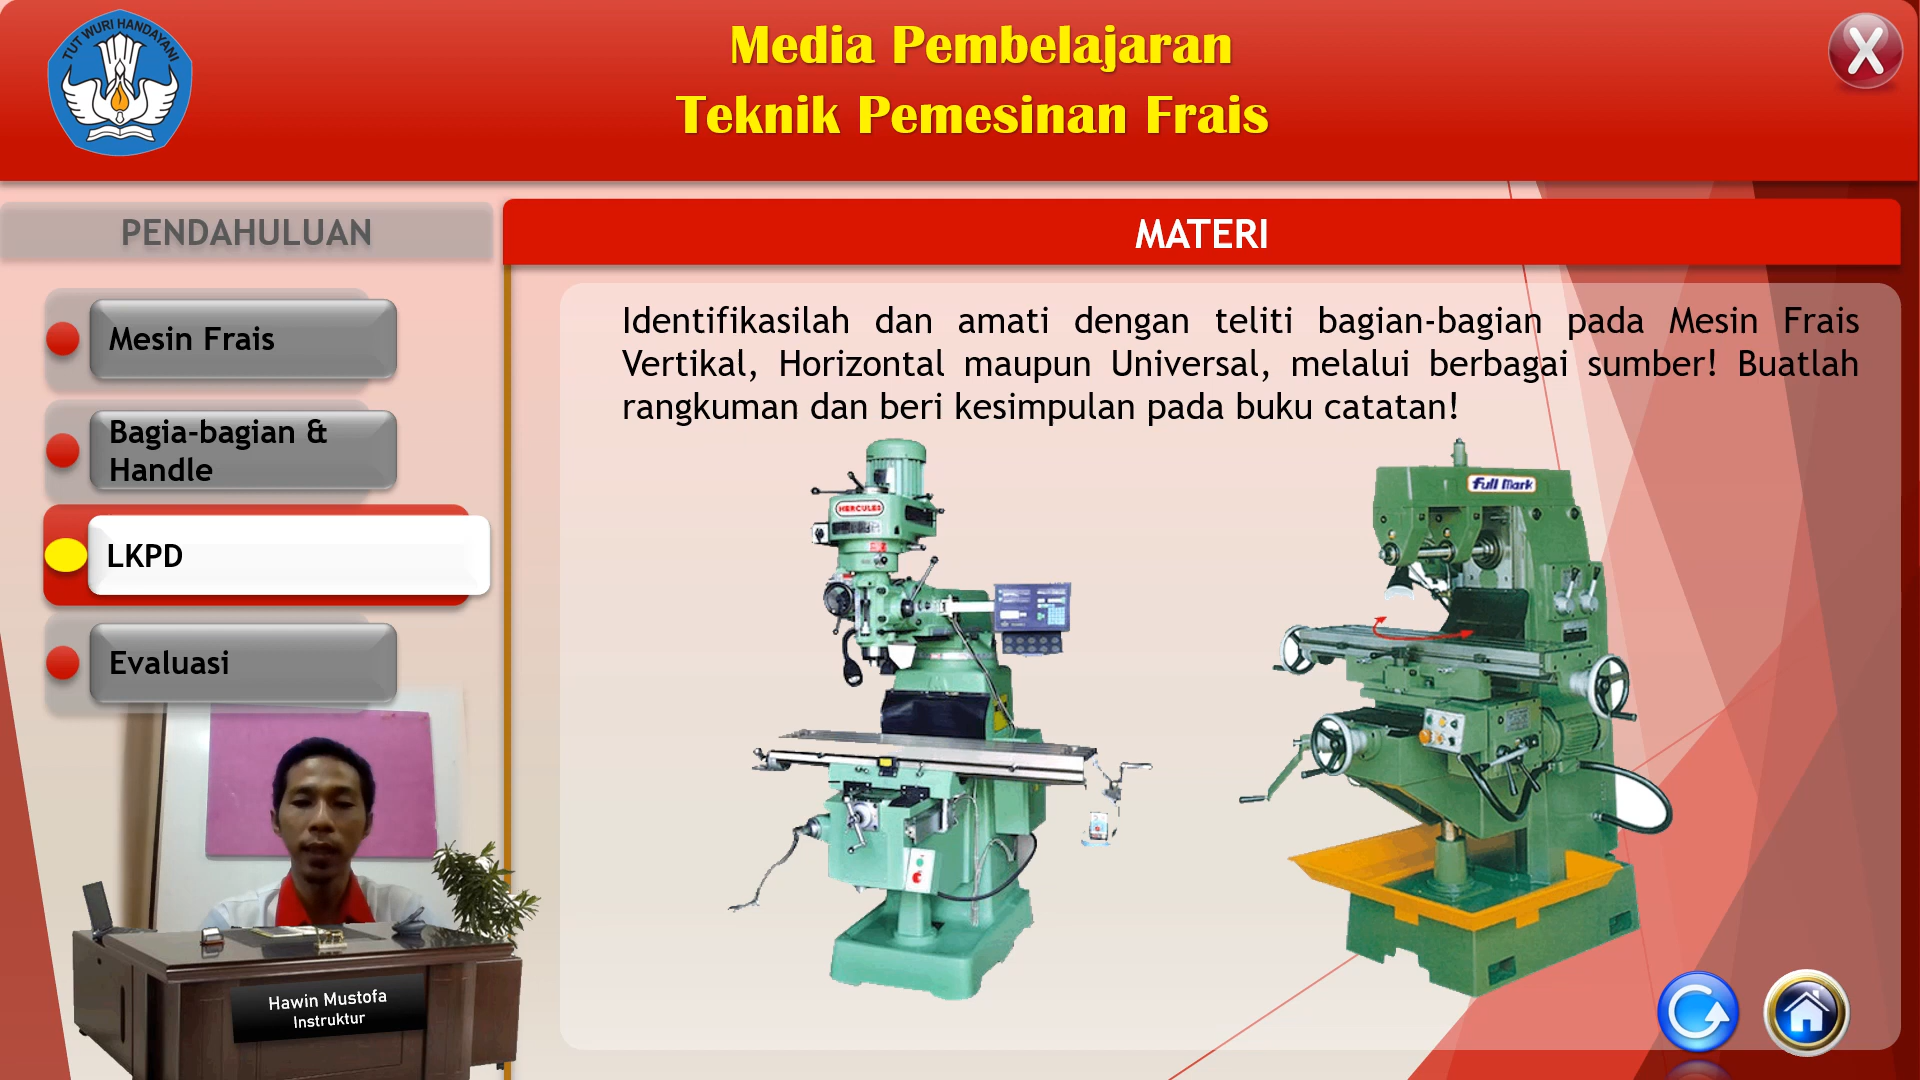 TUT WURI HANDAYANI
Media Pembelajaran
Teknik Pemesinan Frais
X
PENDAHULUAN
MATERI
Mesin Frais
Bagia-bagian &
Handle
LKPD
Evaluasi
Identifikasilah dan amati dengan teliti bagian-bagian pada Mesin Frais
Vertikal, Horizontal maupun Universal, melalui berbagai sumber! Buatlah
rangkuman dan beri kesimpulan pada buku catatan!
HERCULES
Full Mark
Hawin Mustofa
Instruktur